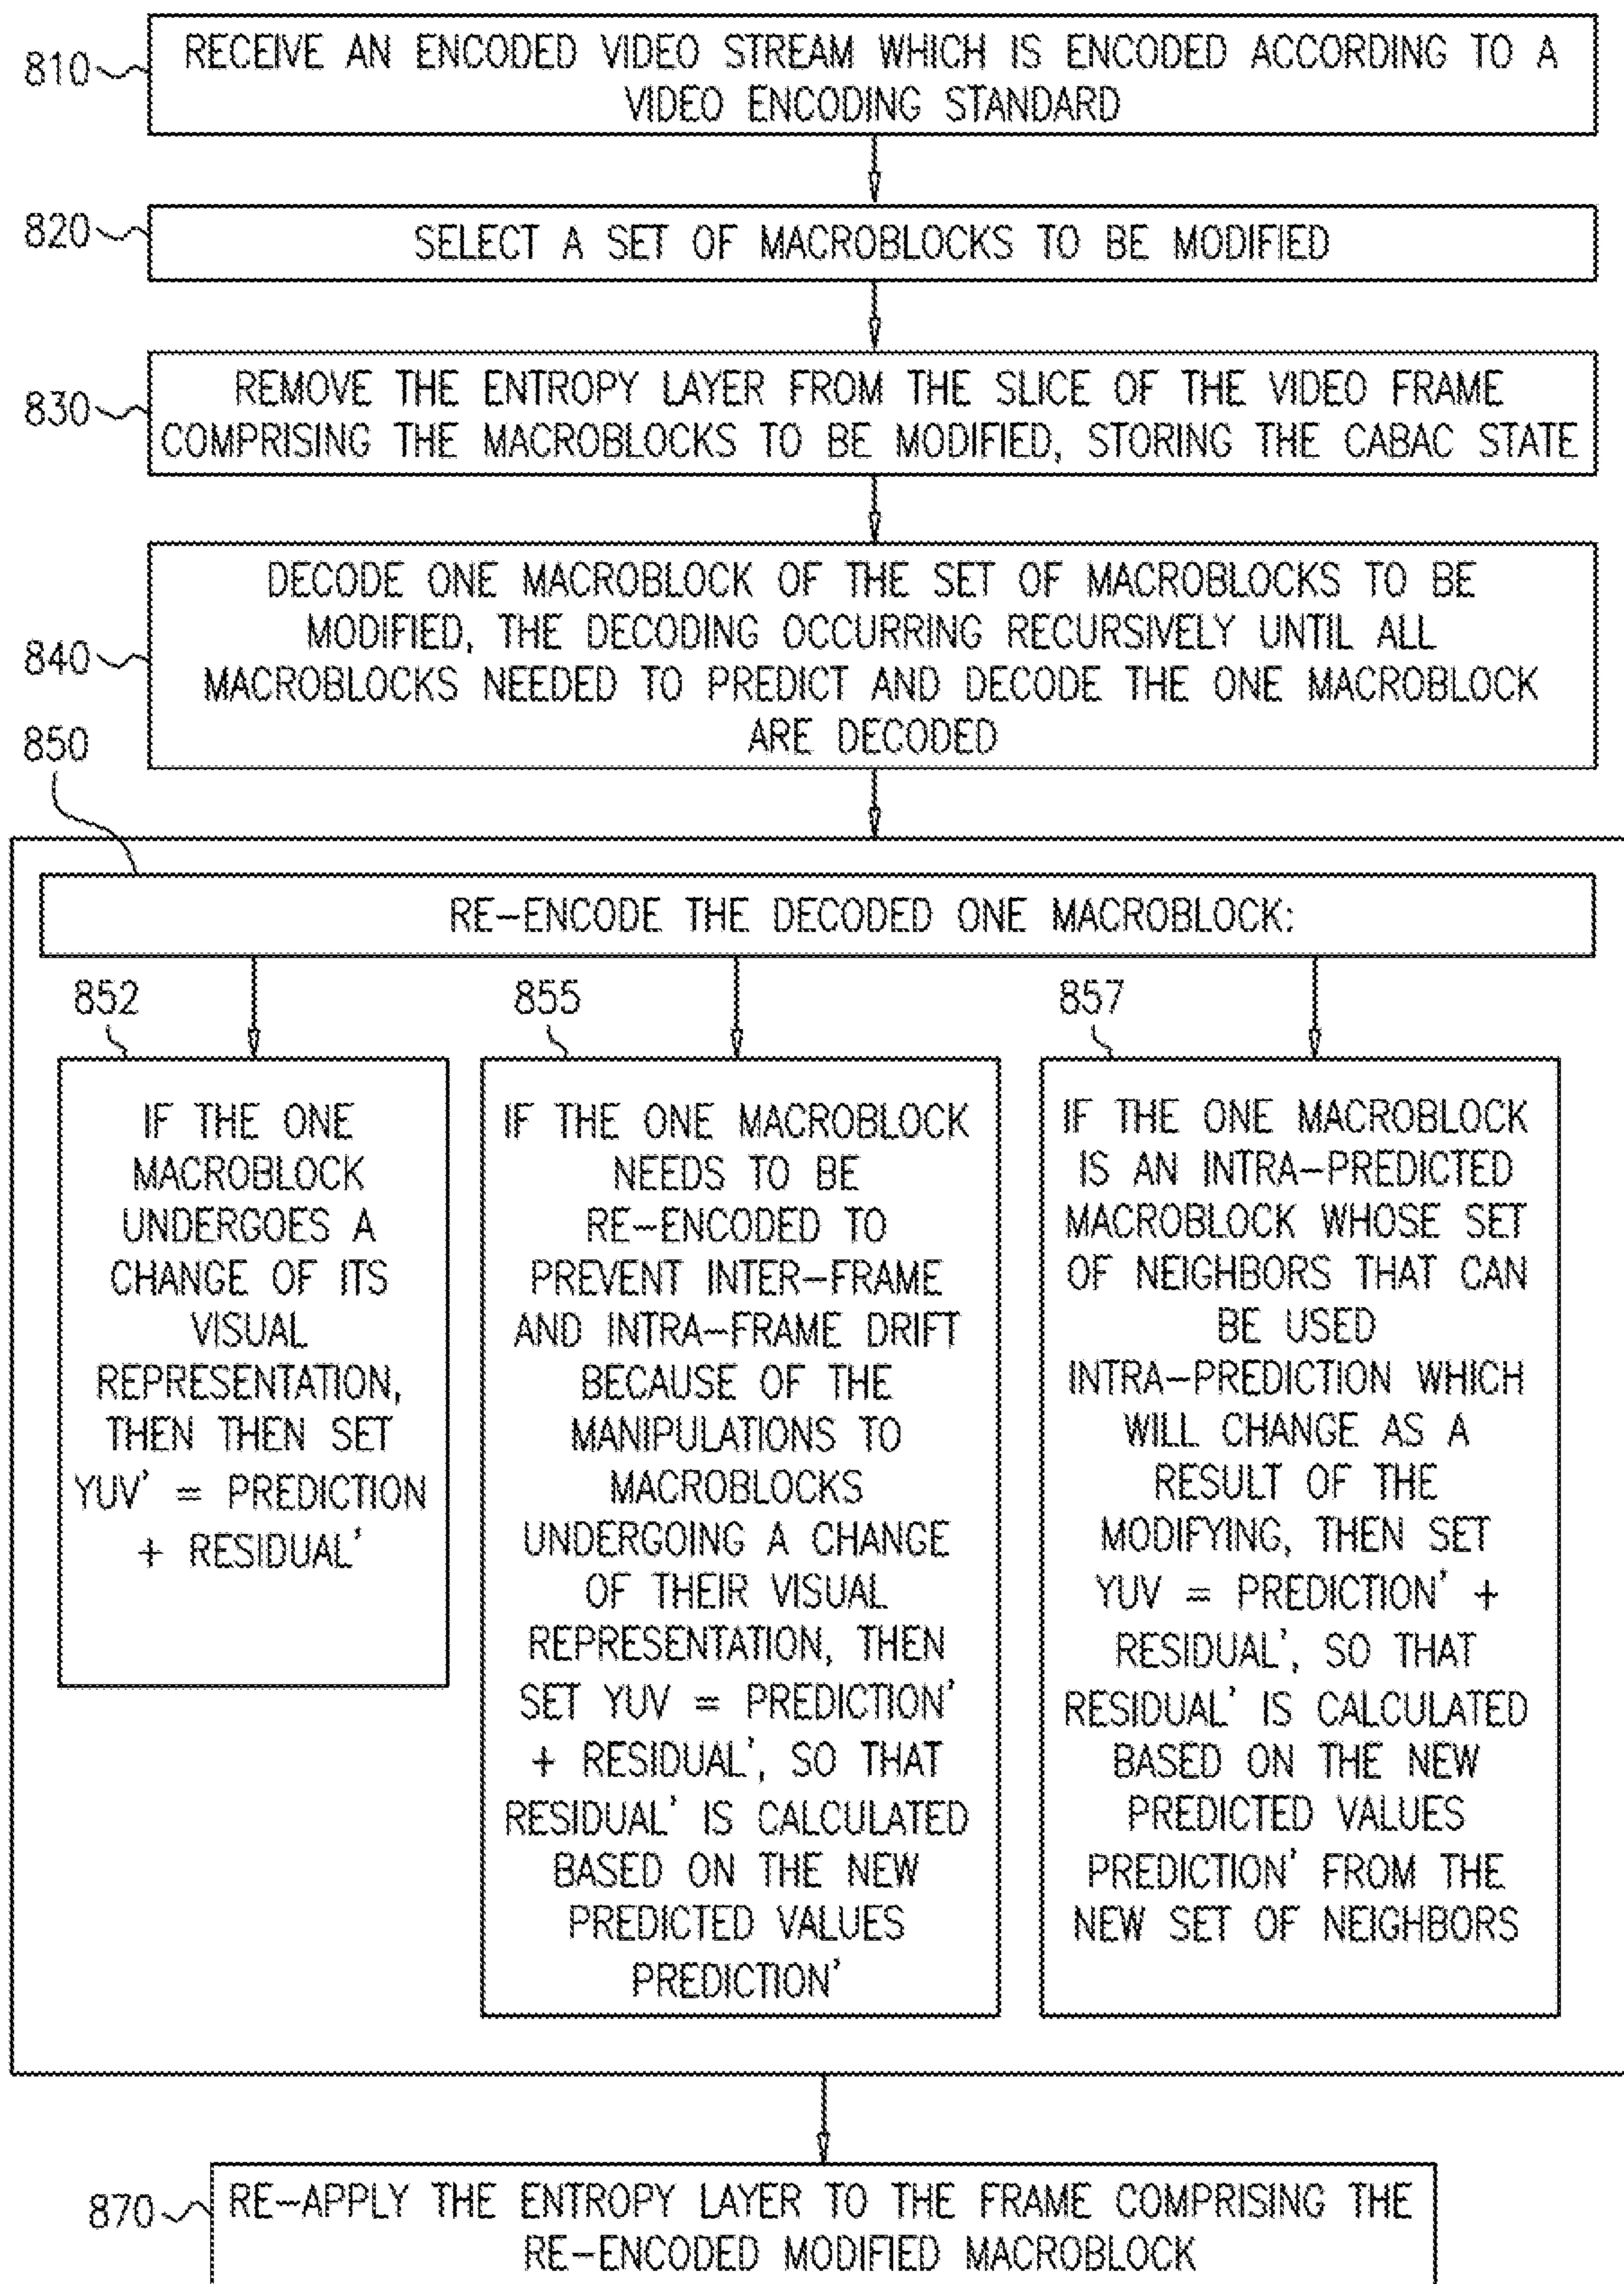 810
RECEIVE AN ENCODED VIDEO STREAM WHICH IS ENCODED ACCORDING TO A
VIDEO ENCODING STANDARD
820
SELECT A SET OF MACROBLOCKS TO BE MODIFIED
830
REMOVE THE ENTROPY LAYER FROM THE SLICE OF THE VIDEO FRAME
COMPRISING THE MACROBLOCKS TO BE MODIFIED, STORING THE CABAC STATE
840
DECODE ONE MACROBLOCK OF THE SET OF MACROBLOCKS TO BE
MODIFIED, THE DECODING OCCURRING RECURSIVELY UNTIL ALL
MACROBLOCKS NEEDED TO PREDICT AND DECODE THE ONE MACROBLOCK
ARE DECODED
850
RE-ENCODE THE DECODED ONE MACROBLOCK:
852
IF THE ONE
MACROBLOCK
UNDERGOES A
CHANGE OF ITS
VISUAL
REPRESENTATION,
THEN THEN SET
YUV' = PREDICTION
+ RESIDUAL'
855
IF THE ONE MACROBLOCK
NEEDS TO BE
RE-ENCODED TO
PREVENT INTER-FRAME
AND INTRA-FRAME DRIFT
BECAUSE OF THE
MANIPULATIONS TO
MACROBLOCKS
UNDERGOING A CHANGE
OF THEIR VISUAL
REPRESENTATION, THEN
SET YUV = PREDICTION'
+ RESIDUAL', SO THAT
RESIDUAL' IS CALCULATED
BASED ON THE NEW
PREDICTED VALUES
PREDICTION'
857
IF THE ONE MACROBLOCK
IS AN INTRA-PREDICTED
MACROBLOCK WHOSE SET
OF NEIGHBORS THAT CAN
BE USED
INTRA-PREDICTION WHICH
WILL CHANGE AS A
RESULT OF THE
MODIFYING, THEN SET
YUV = PREDICTION' +
RESIDUAL', SO THAT
RESIDUAL' IS CALCULATED
BASED ON THE NEW
PREDICTED VALUES
PREDICTION' FROM THE
NEW SET OF NEIGHBORS
870
RE-APPLY THE ENTROPY LAYER TO THE FRAME COMPRISING THE
RE-ENCODED MODIFIED MACROBLOCK